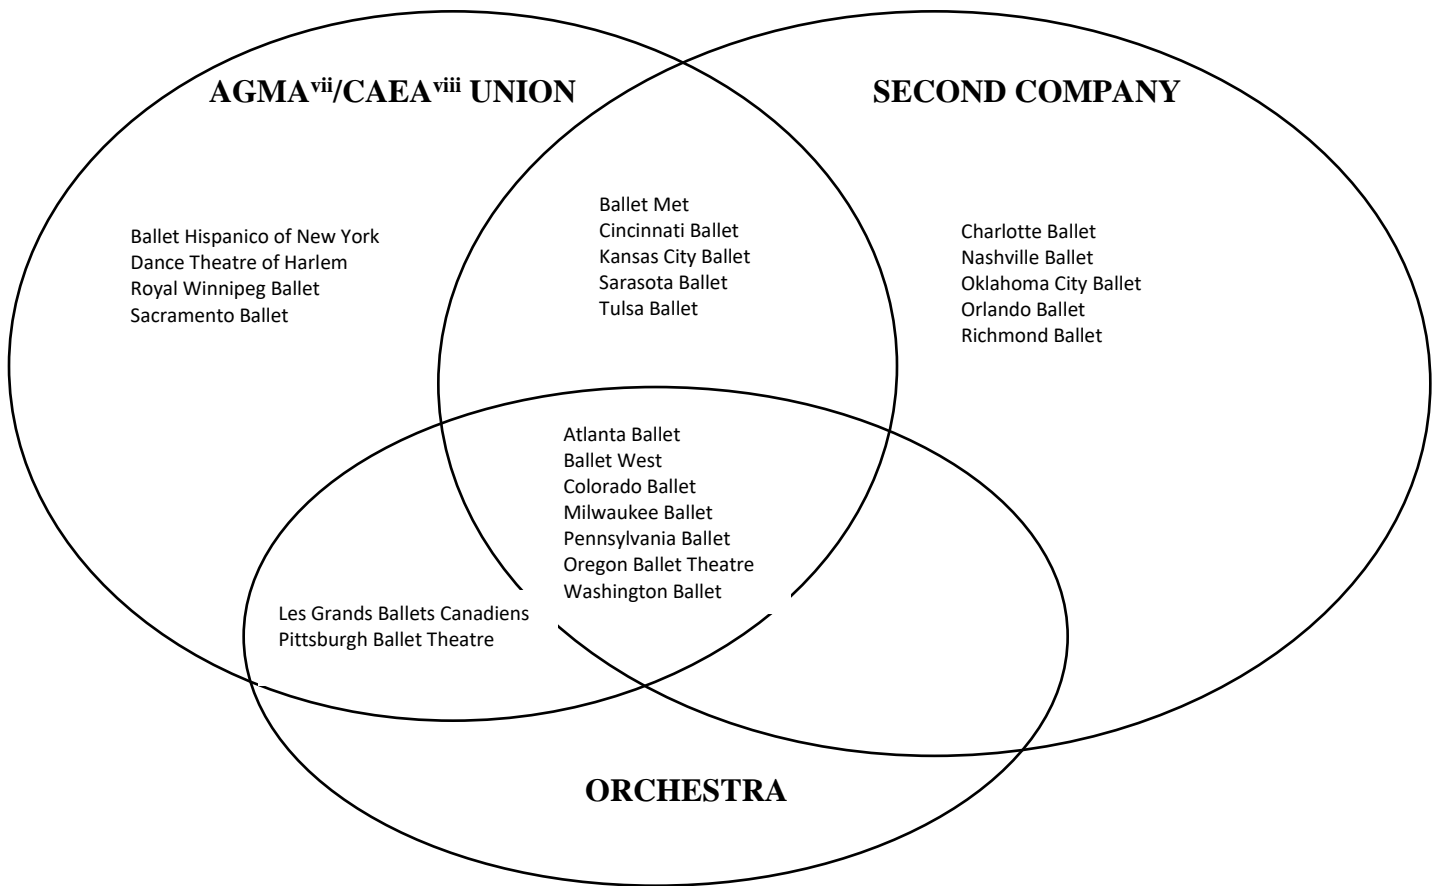 AGMAvii/CAEAviii UNION
SECOND COMPANY
Ballet Hispanico of New York
Dance Theatre of Harlem
Royal Winnipeg Ballet
Sacramento Ballet
Ballet Met
Cincinnati Ballet
Kansas City Ballet
Sarasota Ballet
Tulsa Ballet
Charlotte Ballet
Nashville Ballet
Oklahoma City Ballet
Orlando Ballet
Richmond Ballet
Atlanta Ballet
Ballet West
Colorado Ballet
Milwaukee Ballet
Pennsylvania Ballet
Oregon Ballet Theatre
Washington Ballet
Les Grands Ballets Canadiens
Pittsburgh Ballet Theatre
ORCHESTRA